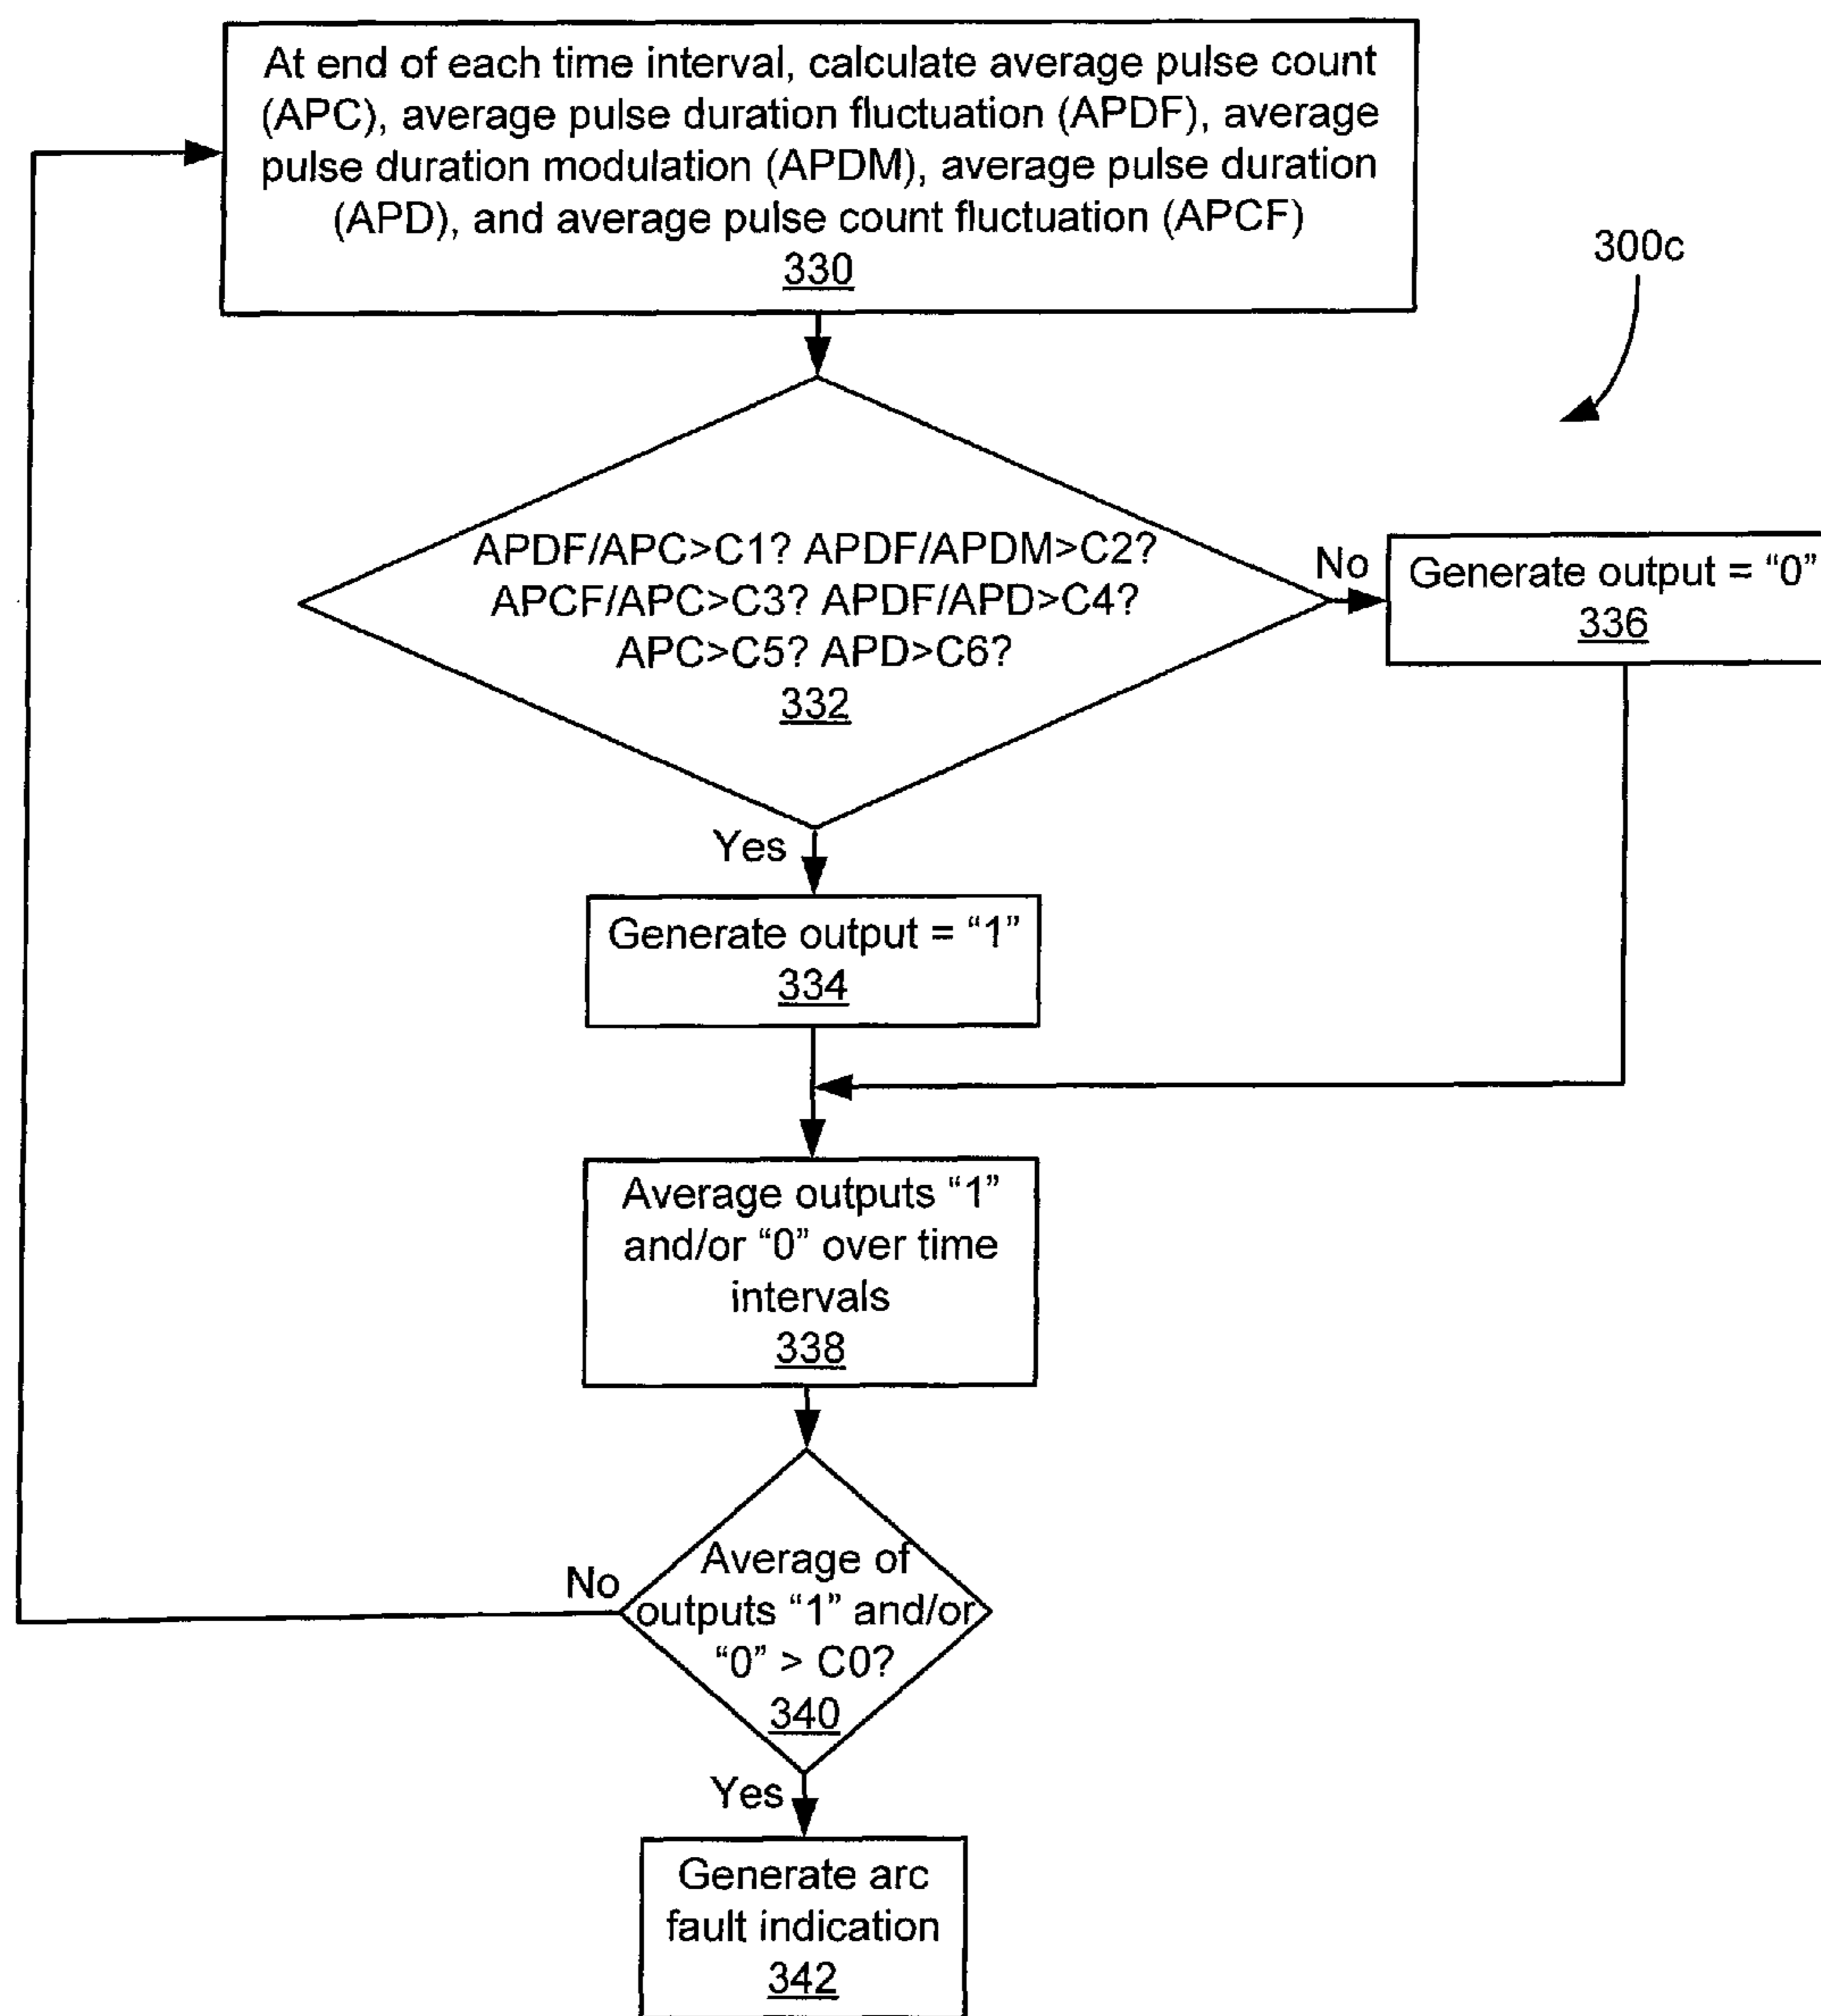 At end of each time interval, calculate average pulse count
(APC), average pulse duration fluctuation (APDF), average
pulse duration modulation (APDM), average pulse duration
(APD), and average pulse count fluctuation (APCF)
330
300c
APDF/APC>C1? APDF/APDM>C2?
APCF/APC>C3? APDF/APD>C4?
APC>C5? APD>C6?
332
No
Generate output = “0”
336
Yes
Generate output = “1”
334
Average outputs “1”
and/or “0” over time
intervals
338
No
Average of
outputs “1” and/or
“0” > C0?
340
Yes
Generate arc
fault indication
342